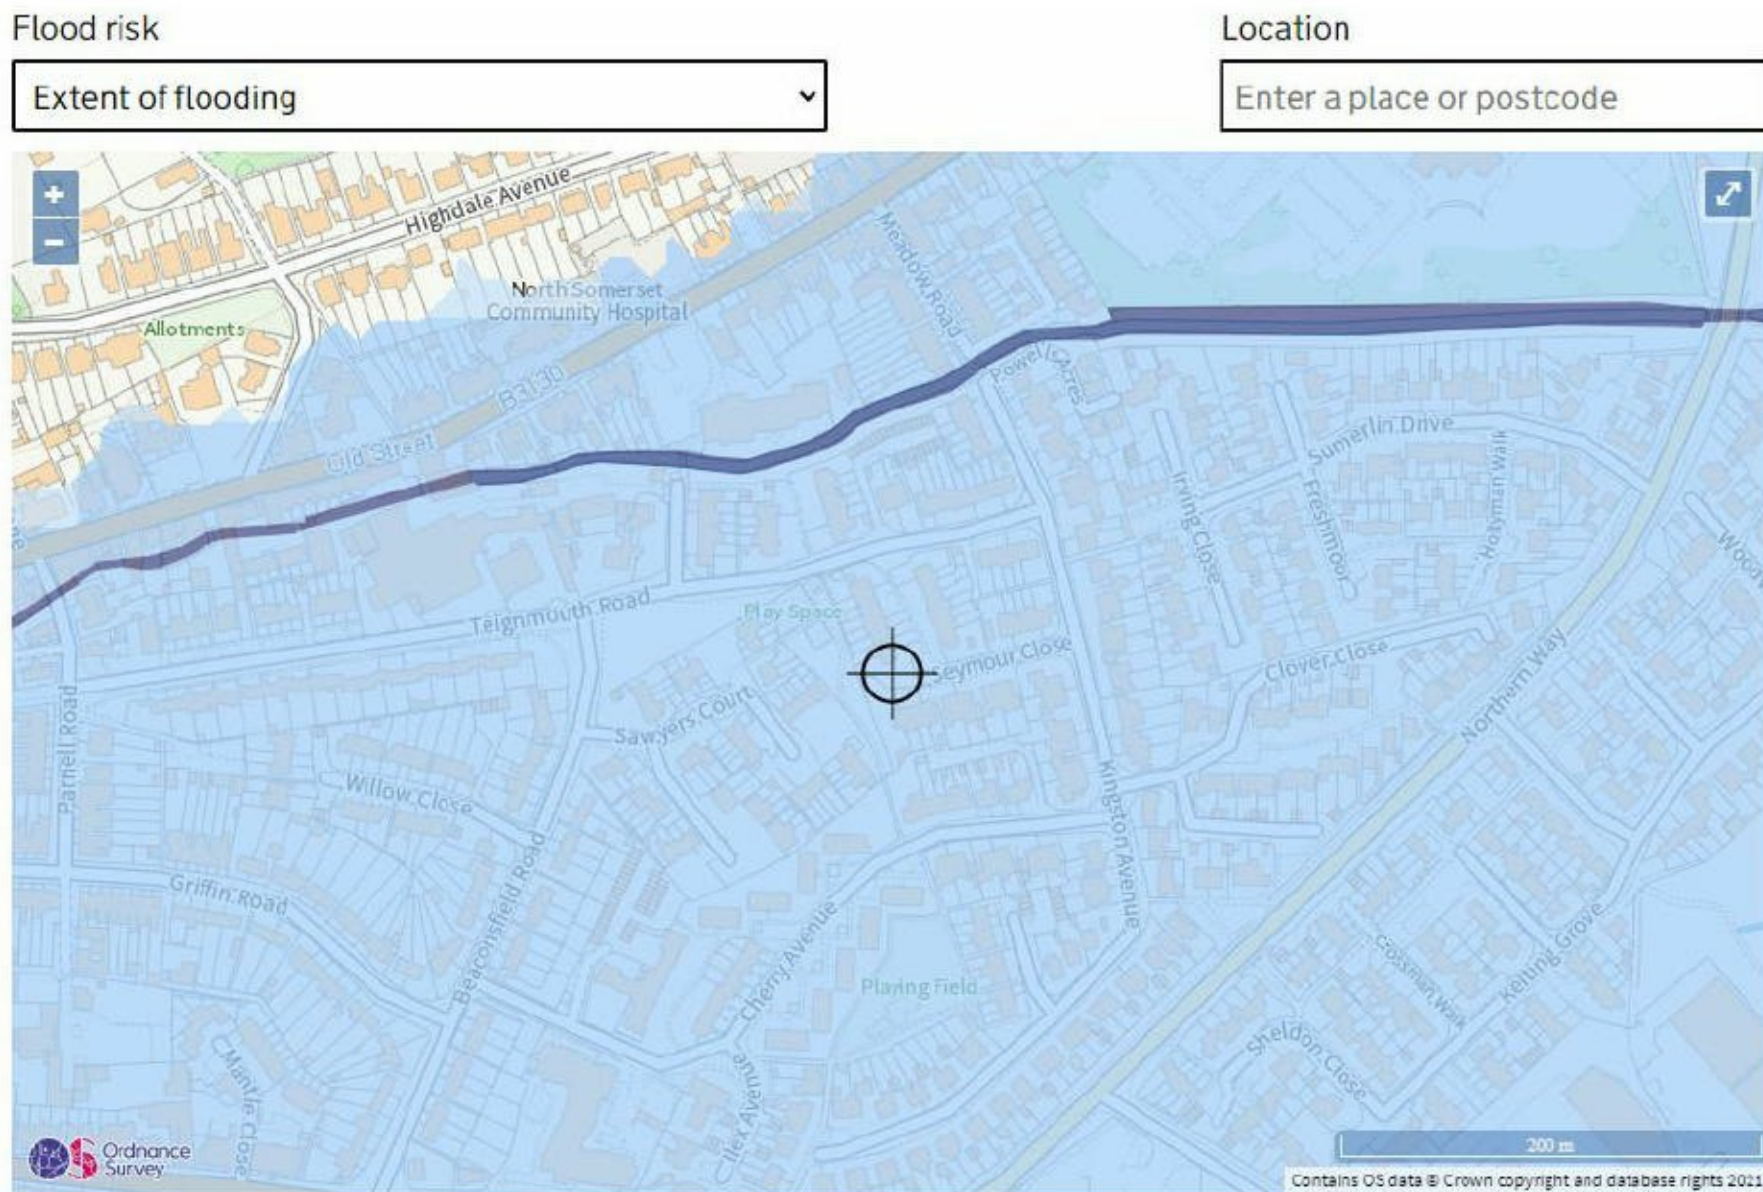 Flood risk
Location
Extent of flooding
Enter a place or postcode
+
−
Highdale Avenue
Meadow Road
North Somerset
Community Hospital
Allotments
B3130
Old Street
Powell's Acres
Sumerlin Drive
Irving Close
Freshmoor
Holyman Walk
Teignmouth Road
Play Space
Seymour Close
Clover Close
Northern Way
Parnell Road
Sawyers Court
Willow Close
Kingston Avenue
Griffin Road
Beaconsfield Road
Cherry Avenue
Playing Field
Crossman Walk
Keiting Grove
Sheldon Close
Mantle Close
Ilex Avenue
Ordnance
Survey
200 m
Contains OS data © Crown copyright and database rights